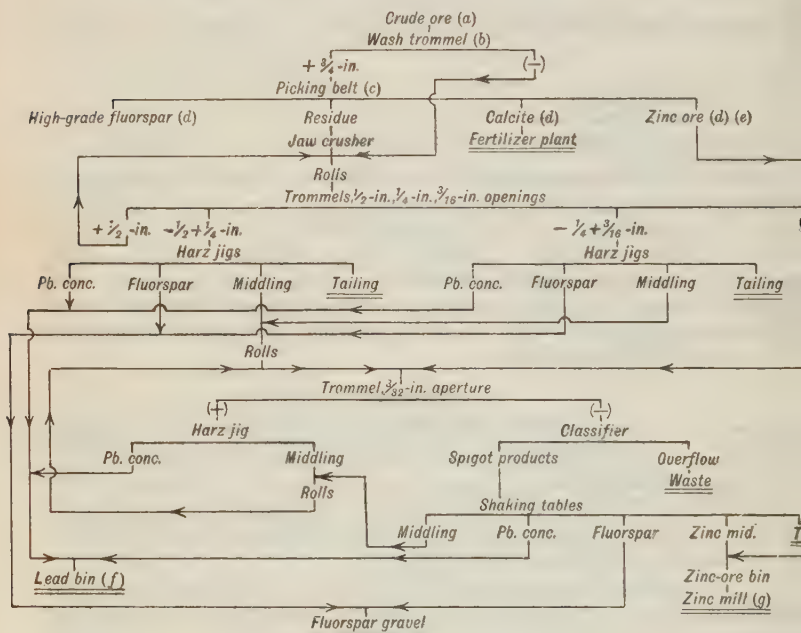 Crude ore (a)
Wash trommel (b)
+ 3/4-in. (−)
Picking belt (c)
High-grade fluorspar (d) Residue Calcite (d) Zinc ore (d) (e)
Jaw crusher Fertilizer plant
Rolls
Trommels, 1/2-in., 1/4-in., 3/16-in. openings
+ 1/2-in. -1/2+1/4-in. - 1/4 + 3/16-in.
Harz jigs Harz jigs
Pb. conc. Fluorspar Middling Tailing Pb. conc. Fluorspar Middling Tailing
Rolls
Trommel, 3/32-in. aperture
(+) (−)
Harz jig Classifier
Pb. conc. Middling Spigot products Overflow
Rolls Waste
Shaking tables
Middling Pb. conc. Fluorspar Zinc mid.
Lead bin (f) Zinc-ore bin
Zinc mill (g)
Fluorspar gravel